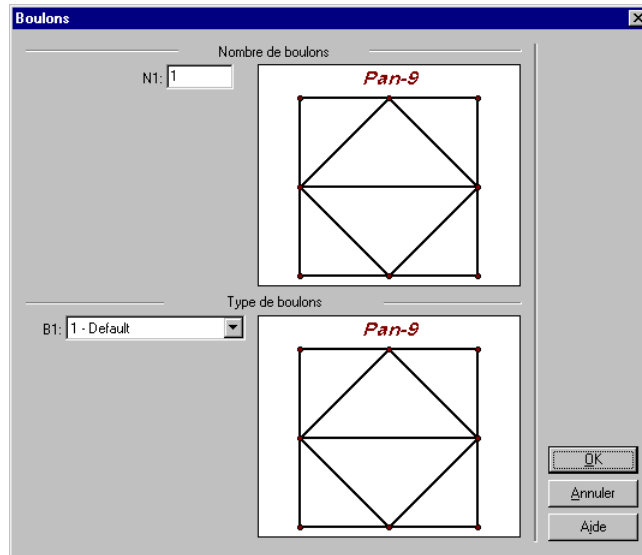 Boulons
Nombre de boulons
N1: 1
Pan-9
Type de boulons
B1: 1 - Default
Pan-9
OK
Annuler
Aide